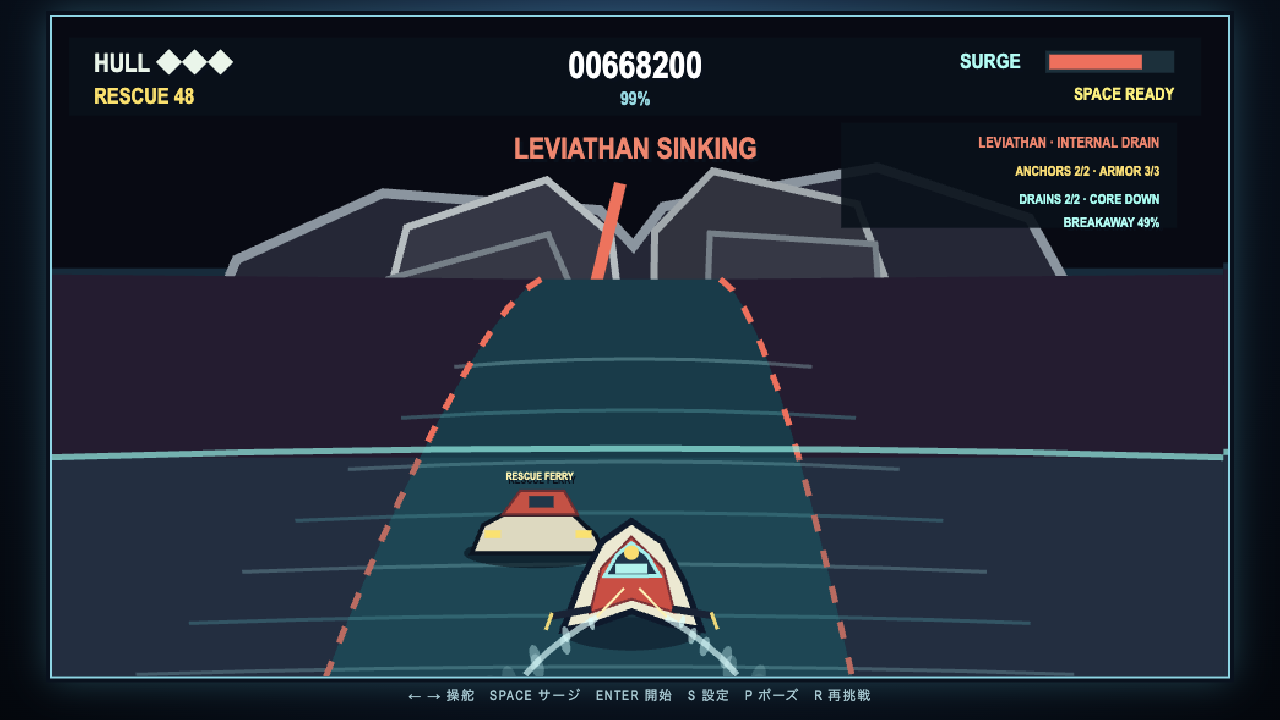 HULL
RESCUE 48
00668200
99%
SURGE
SPACE READY
LEVIATHAN SINKING
LEVIATHAN · INTERNAL DRAIN
ANCHORS 2/2 · ARMOR 3/3
DRAINS 2/2 · CORE DOWN
BREAKAWAY 49%
RESCUE FERRY
← → 操舵 SPACE サージ ENTER 開始 S 設定 P ポーズ R 再挑戦